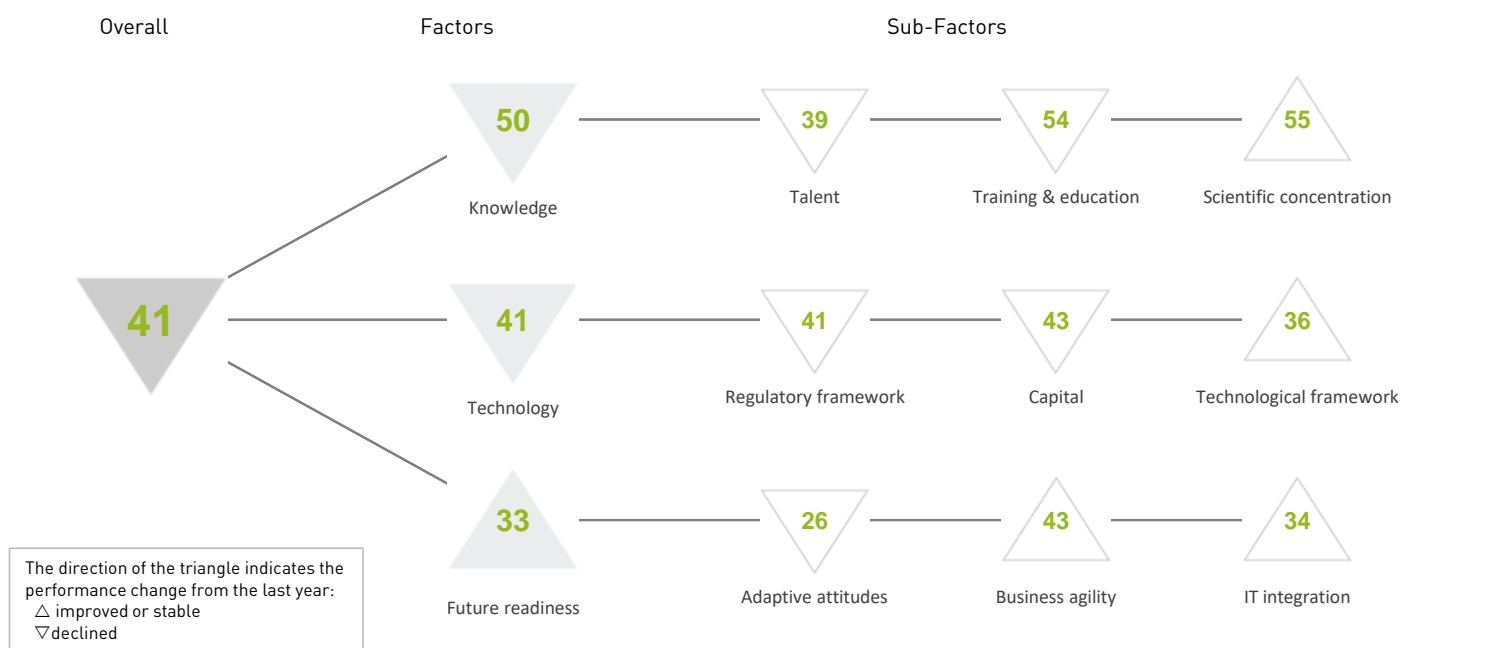 Overall
Factors
Sub-Factors
50
39
54
55
Knowledge
Talent
Training & education
Scientific concentration
41
41
41
43
36
Technology
Regulatory framework
Capital
Technological framework
33
26
43
34
Future readiness
Adaptive attitudes
Business agility
IT integration
The direction of the triangle indicates the
performance change from the last year:
△ improved or stable
▽declined